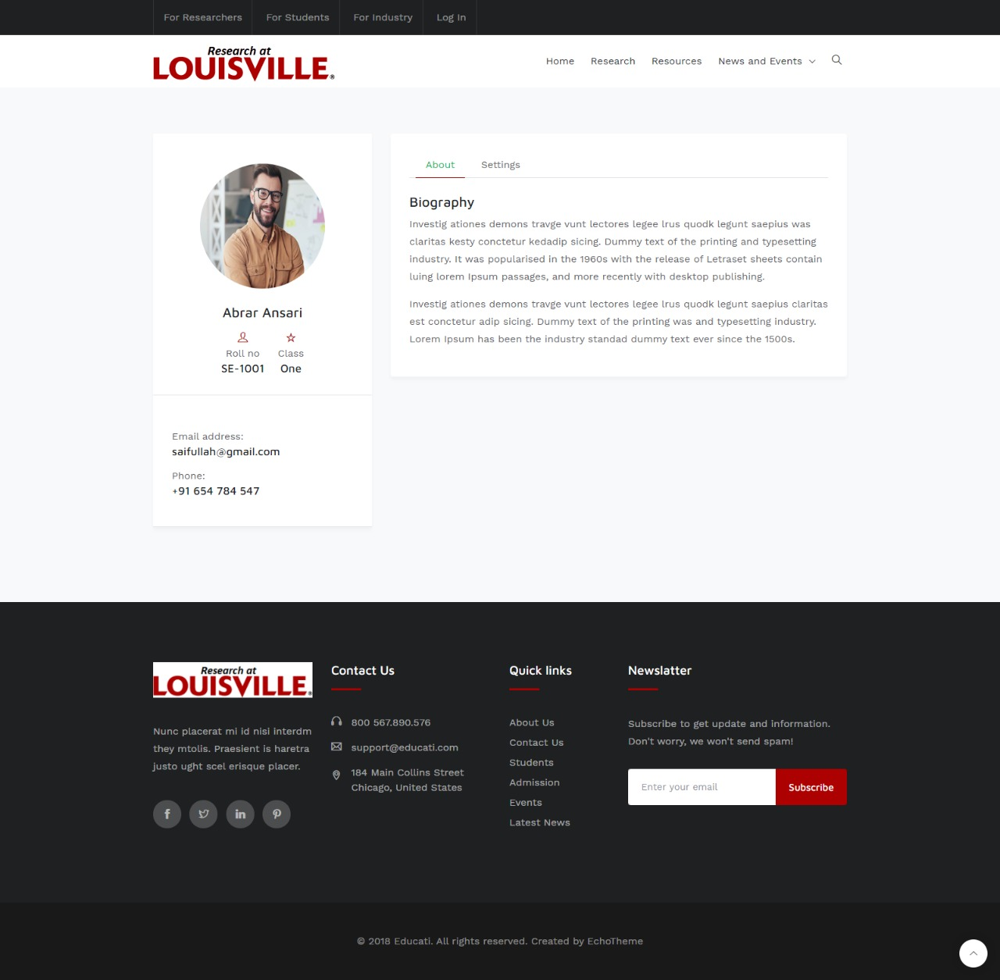 For Researchers
For Students
For Industry
Log In
Research at
LOUISVILLE®
Home
Research
Resources
News and Events
Abrar Ansari
Roll no
SE-1001
Class
One
Email address:
saifullah@gmail.com
Phone:
+91 654 784 547
About
Settings
Biography
Investig ationes demons travge vunt lectores legee lrus quodk legunt saepius was
claritas kesty conctetur kedadip sicing. Dummy text of the printing and typesetting
industry. It was popularised in the 1960s with the release of Letraset sheets contain
luing lorem Ipsum passages, and more recently with desktop publishing.
Investig ationes demons travge vunt lectores legee lrus quodk legunt saepius claritas
est conctetur adip sicing. Dummy text of the printing was and typesetting industry.
Lorem Ipsum has been the industry standad dummy text ever since the 1500s.
Research at
LOUISVILLE®
Nunc placerat mi id nisi interdm
they mtolis. Praesient is haretra
justo ught scel erisque placer.
Contact Us
800 567.890.576
support@educati.com
184 Main Collins Street
Chicago, United States
Quick links
About Us
Contact Us
Students
Admission
Events
Latest News
Newslatter
Subscribe to get update and information.
Don't worry, we won't send spam!
Enter your email
Subscribe
© 2018 Educati. All rights reserved. Created by EchoTheme